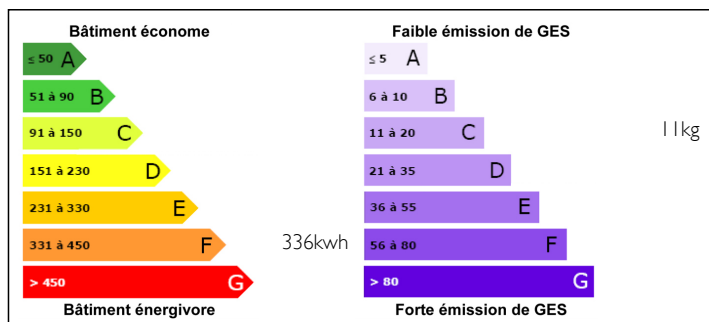 Bâtiment économe
≤ 50 A
51 à 90 B
91 à 150 C
151 à 230 D
231 à 330 E
331 à 450 F
336kwh
> 450 G
Bâtiment énergivore
Faible émission de GES
≤ 5 A
6 à 10 B
11 à 20 C
11kg
21 à 35 D
36 à 55 E
56 à 80 F
> 80 G
Forte émission de GES